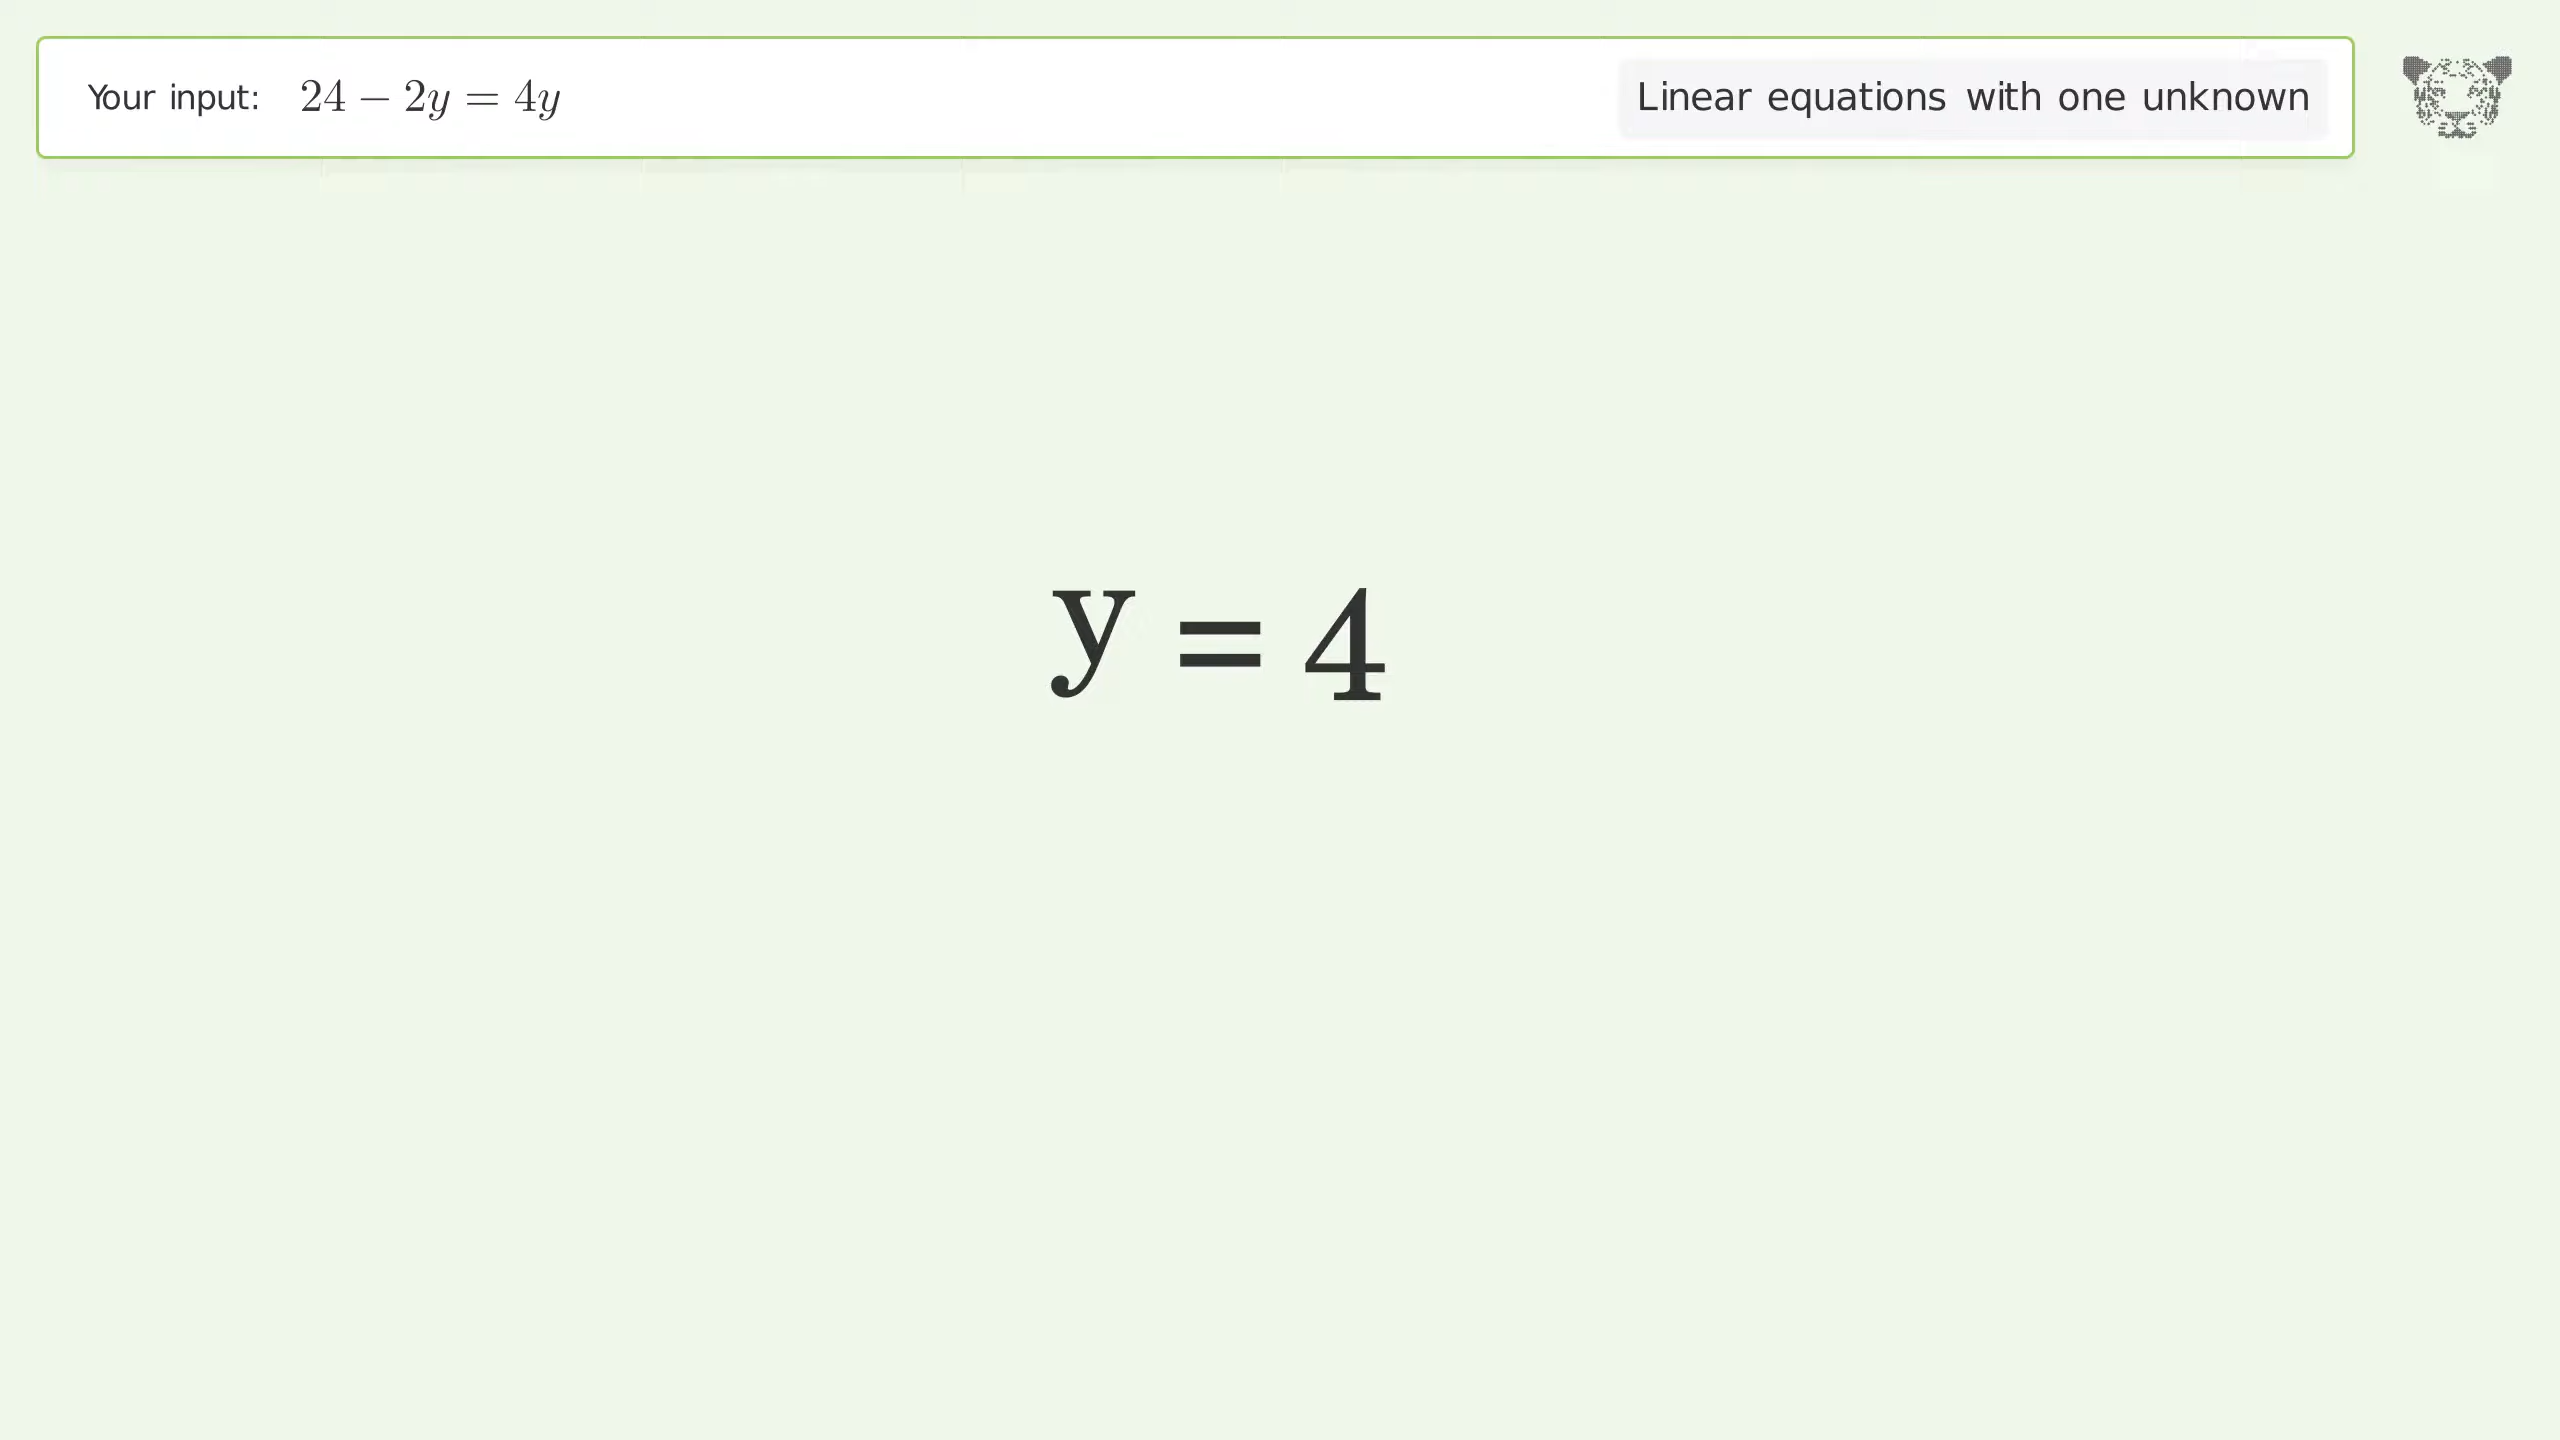 Your input: 24 − 2y = 4y
Linear equations with one unknown
y = 4